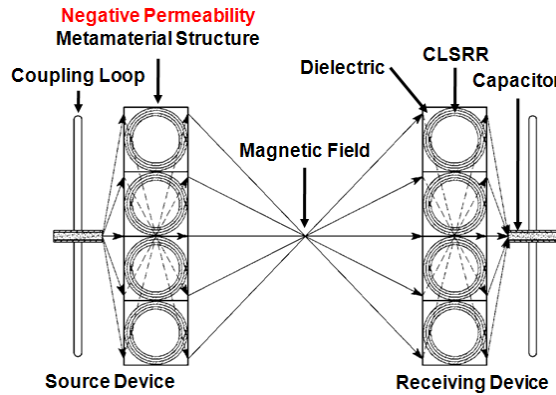 Negative Permeability
Metamaterial Structure
Coupling Loop
CLSRR
Dielectric
Capacitor
Magnetic Field
Source Device
Receiving Device